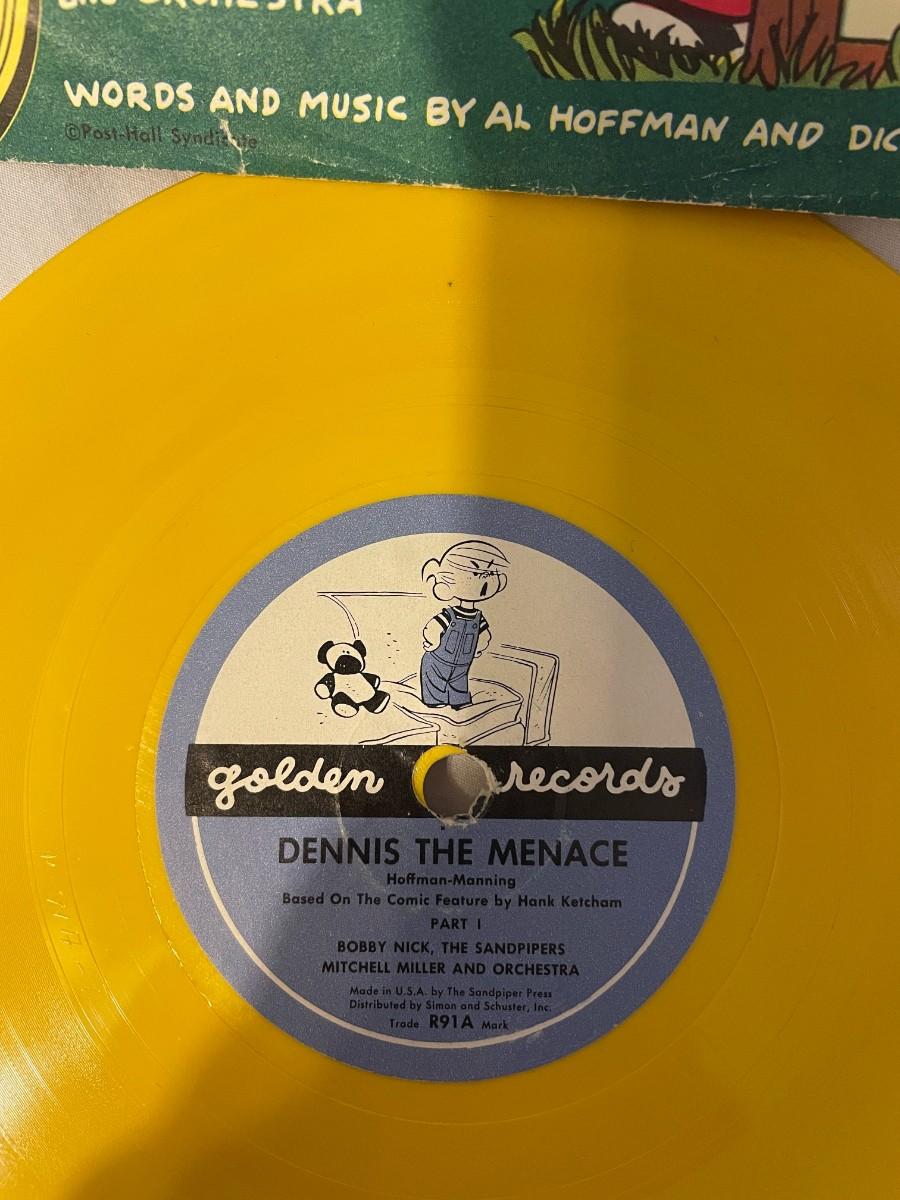 ORCHESTRA
WORDS AND MUSIC BY AL HOFFMAN AND
©Post-Hall Syndicate
golden records
DENNIS THE MENACE
Hoffman-Manning
Based On The Comic Feature by Hank Ketcham
PART I
BOBBY NICK, THE SANDPIPERS
MITCHELL MILLER AND ORCHESTRA
Made in U.S.A. by The Sandpiper Press
Distributed by Simon and Schuster, Inc.
Trade R91A Mark